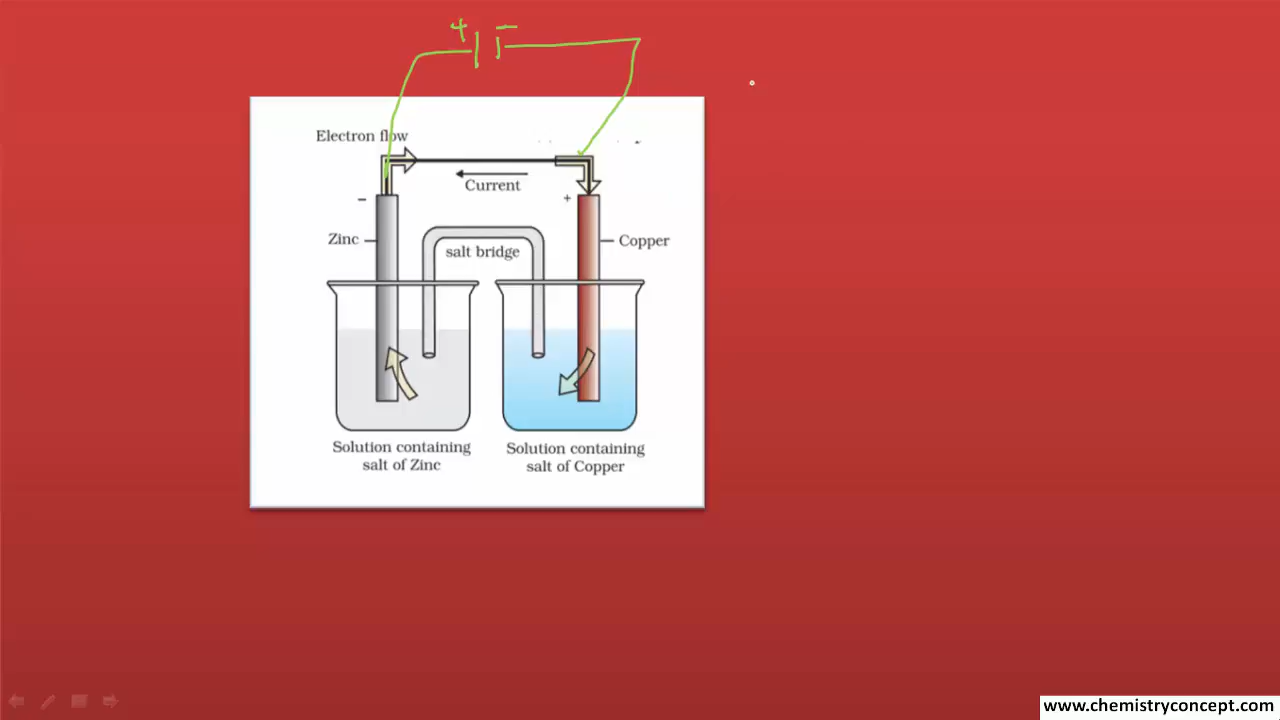 + -
Electron flow
Current
- +
Zinc
Copper
salt bridge
Solution containing
salt of Zinc
Solution containing
salt of Copper
www.chemistryconcept.com